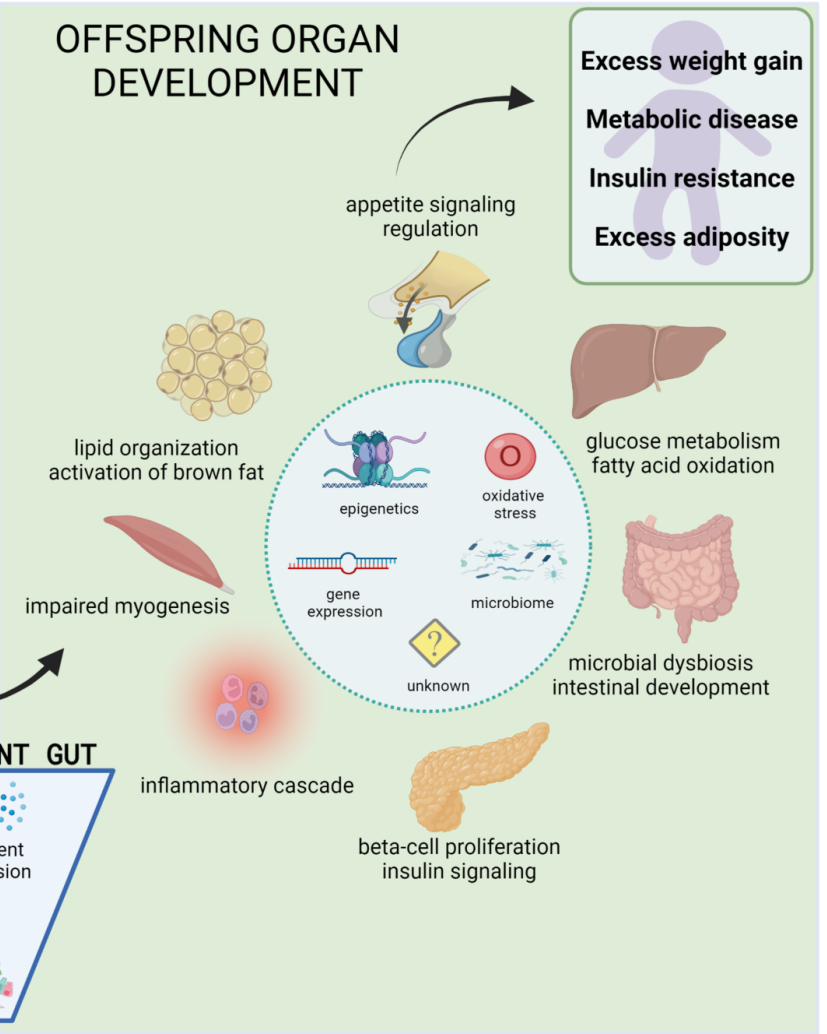 OFFSPRING ORGAN
DEVELOPMENT
Excess weight gain
Metabolic disease
Insulin resistance
Excess adiposity
appetite signaling
regulation
lipid organization
activation of brown fat
glucose metabolism
fatty acid oxidation
epigenetics
O
oxidative
stress
gene
expression
microbiome
?
unknown
impaired myogenesis
microbial dysbiosis
intestinal development
inflammatory cascade
beta-cell proliferation
insulin signaling
NT GUT
ent
sion